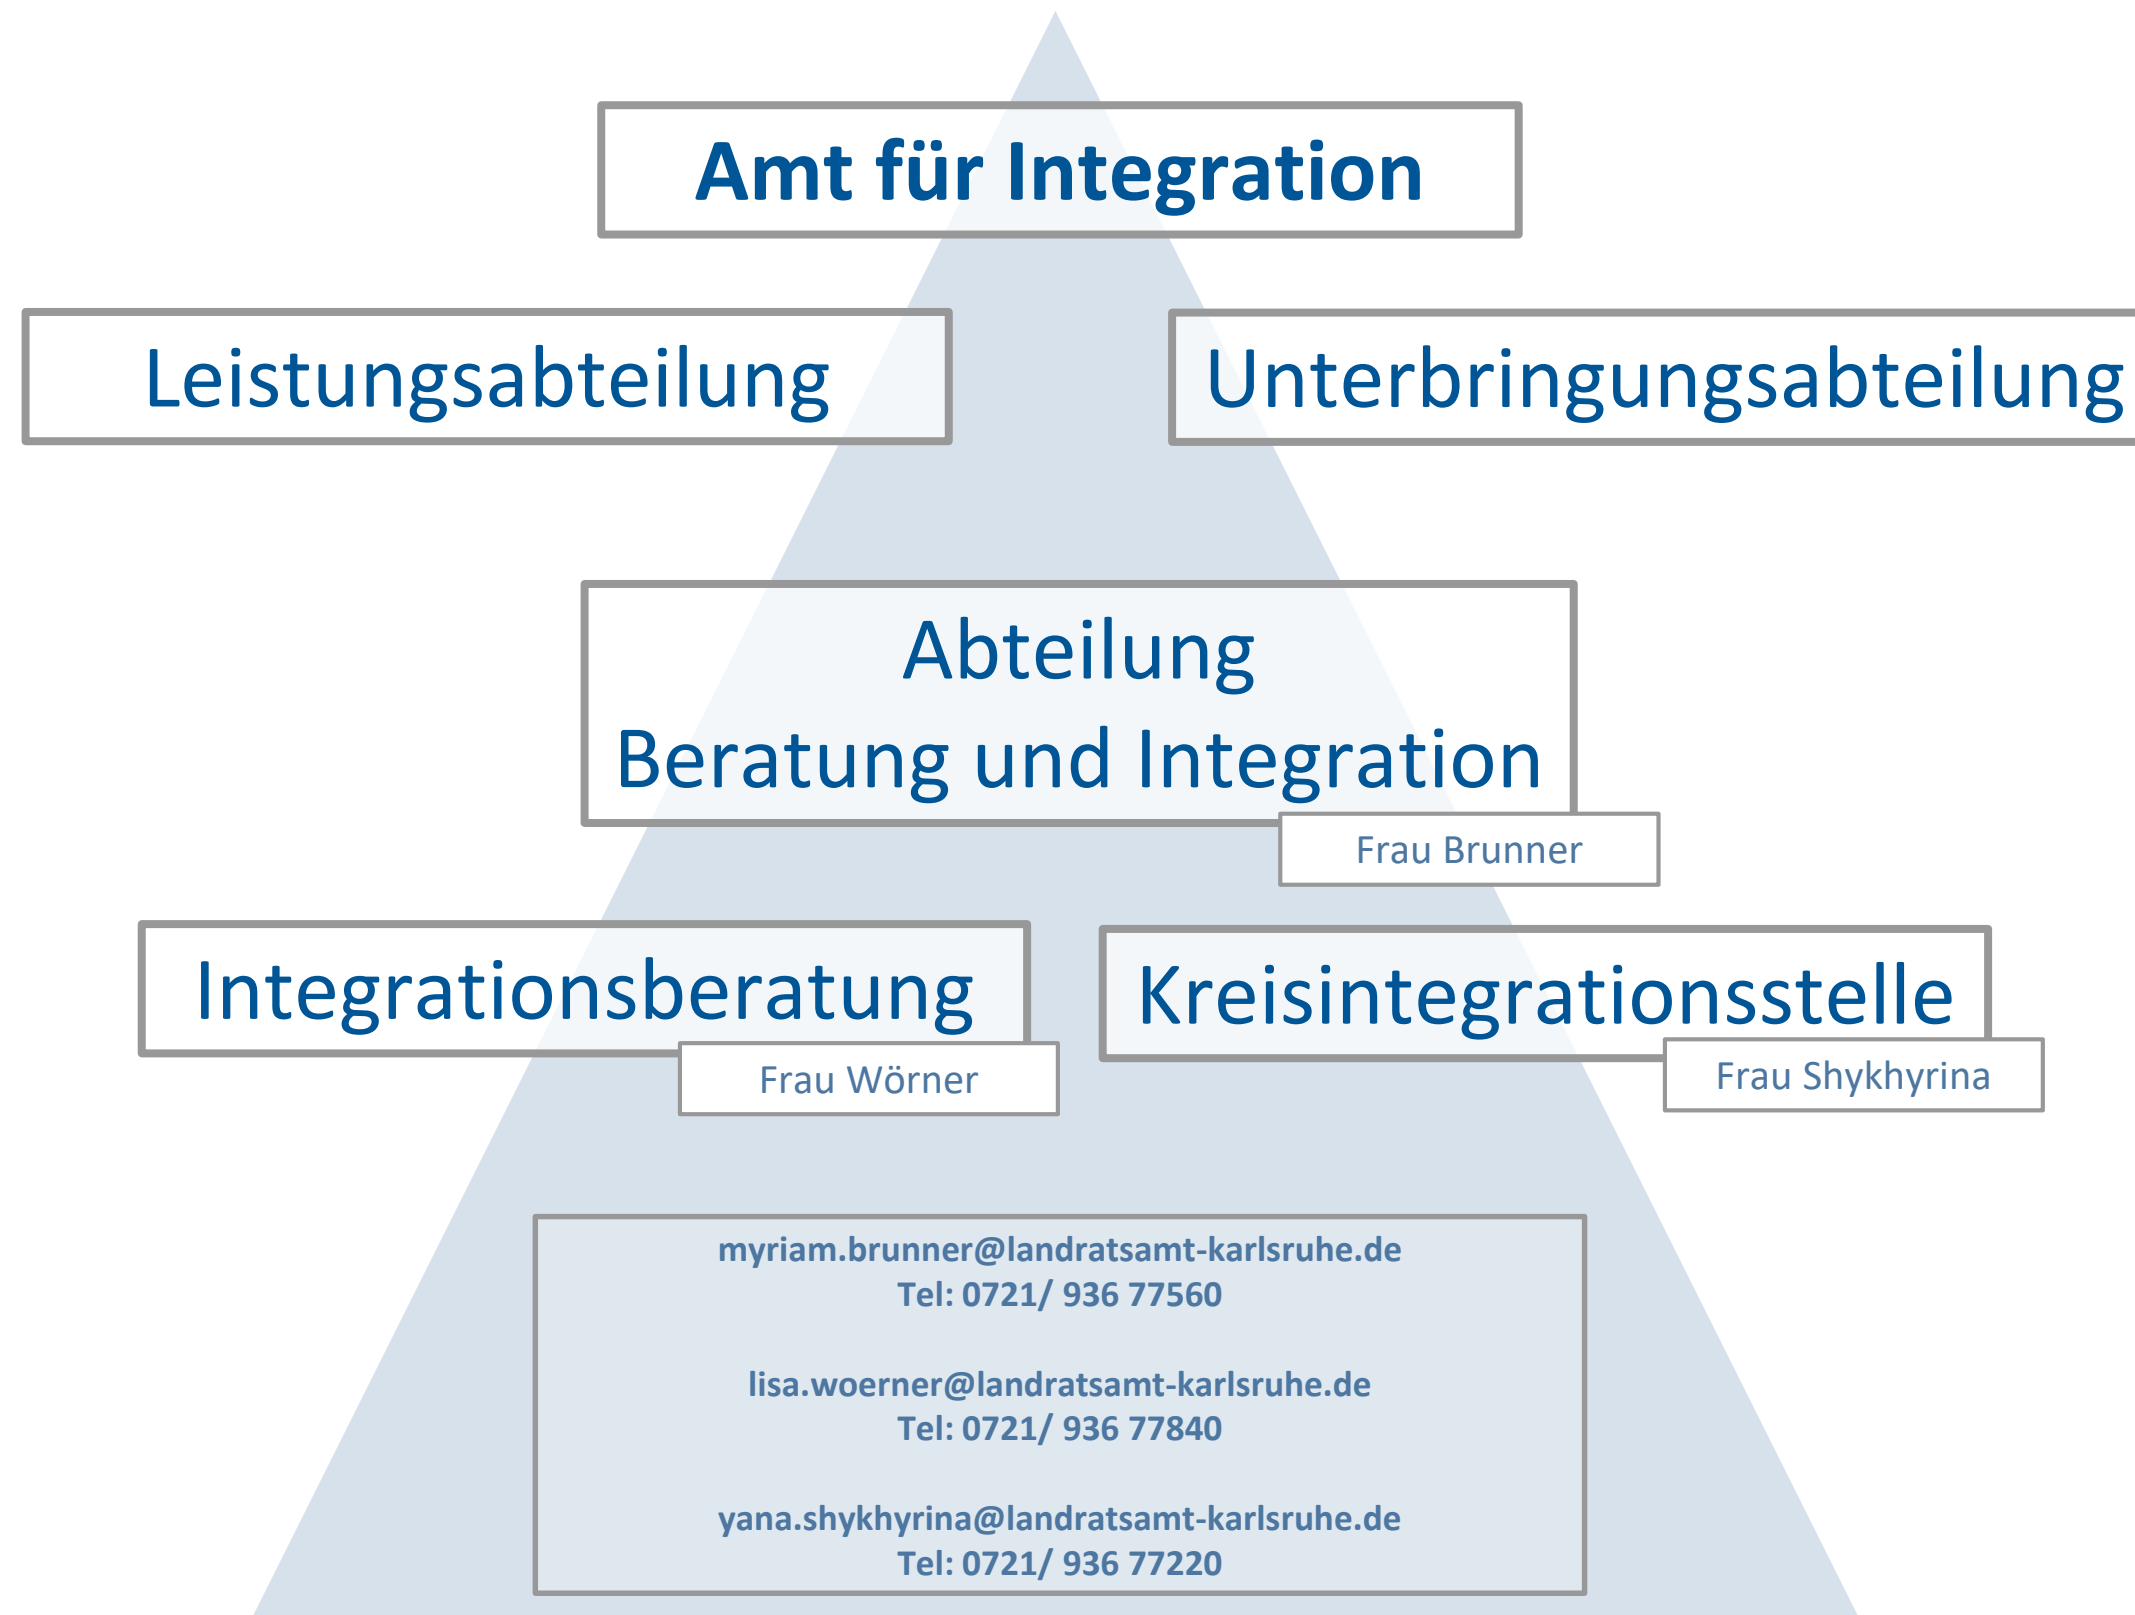 Amt für Integration
Leistungsabteilung
Unterbringungsabteilung
Abteilung
Beratung und Integration
Frau Brunner
Integrationsberatung
Kreisintegrationsstelle
Frau Wörner
Frau Shykhyrina
myriam.brunner@landratsamt-karlsruhe.de
Tel: 0721/ 936 77560
lisa.woerner@landratsamt-karlsruhe.de
Tel: 0721/ 936 77840
yana.shykhyrina@landratsamt-karlsruhe.de
Tel: 0721/ 936 77220